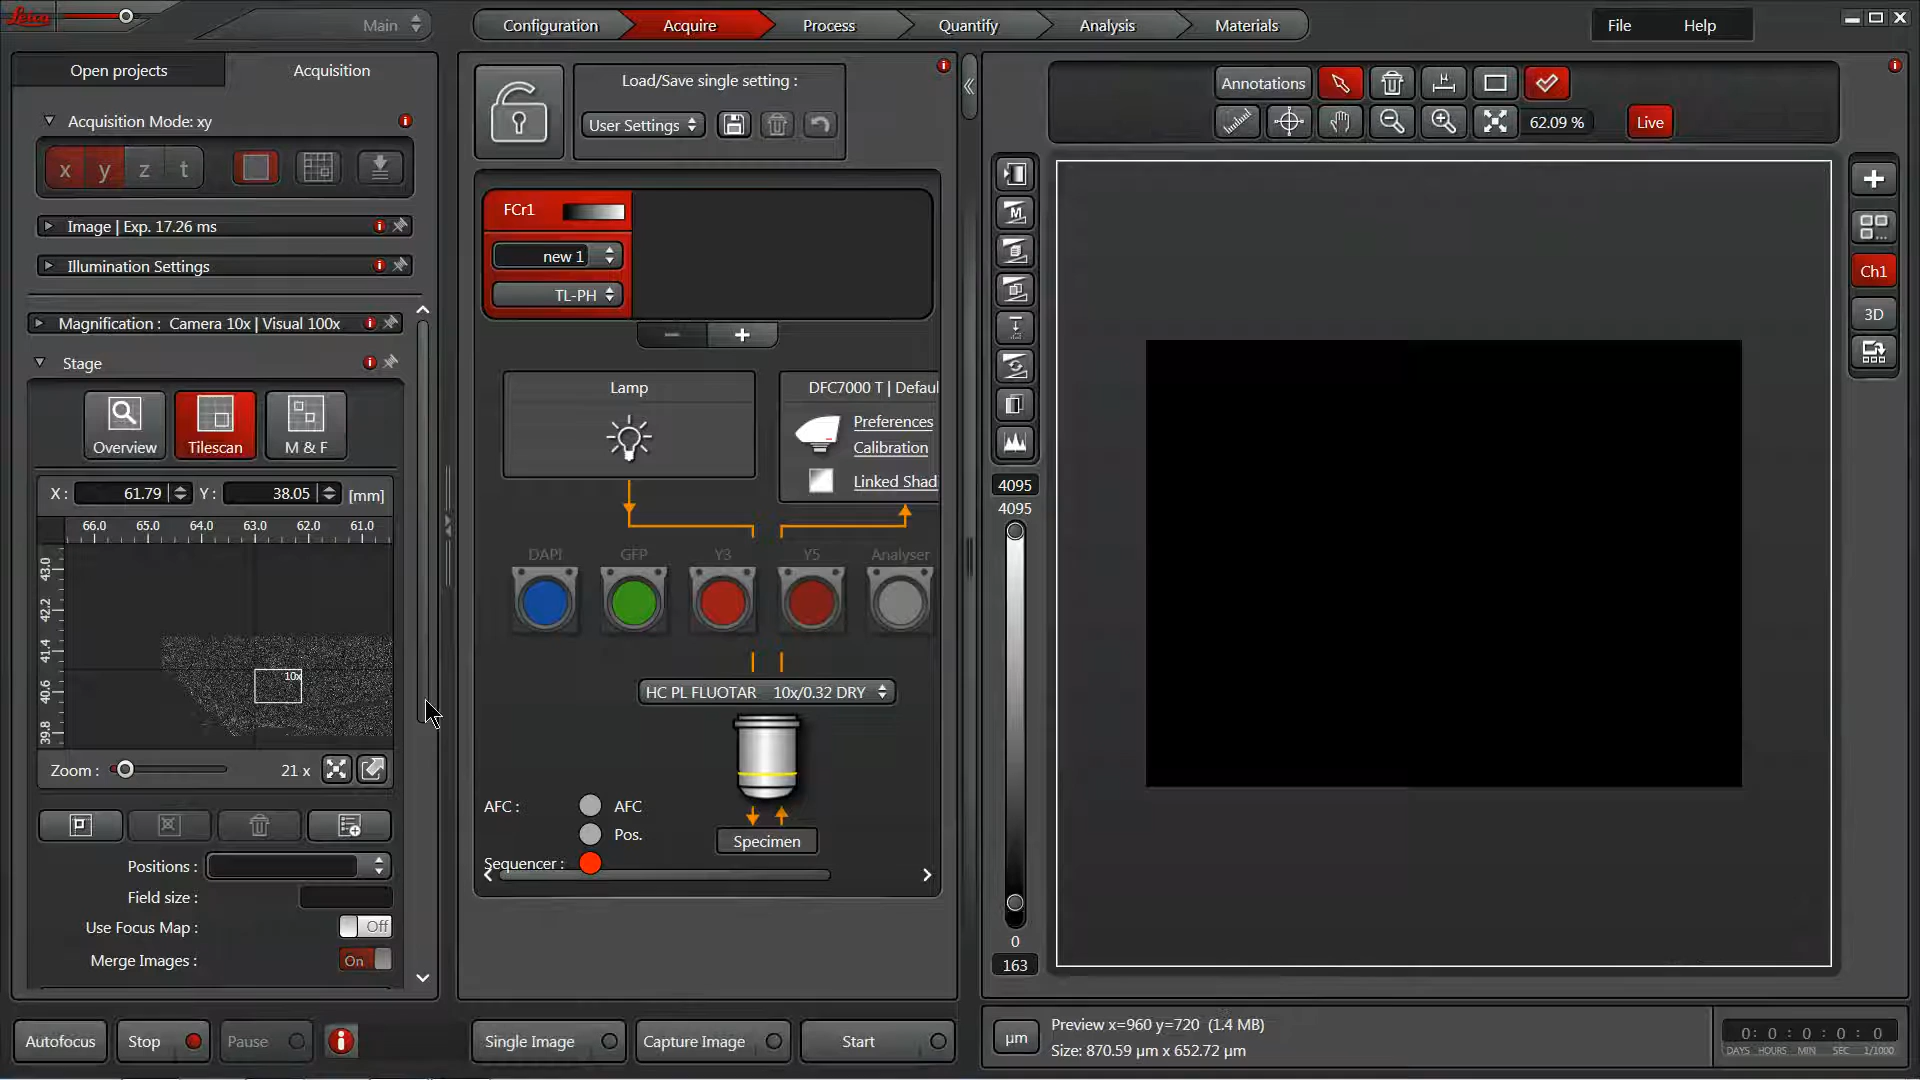 Leica
Main
Configuration
Acquire
Process
Quantify
Analysis
Materials
File
Help
Open projects
Acquisition
Acquisition Mode: xy
x
y
z
t
Image | Exp. 17.26 ms
Illumination Settings
Magnification : Camera 10x | Visual 100x
Stage
Overview
Tilescan
M & F
X : 61.79 Y : 38.05 [mm]
66.0 65.0 64.0 63.0 62.0 61.0
43.0
42.2
41.4
40.6
39.8
10x
Zoom : 21 x
Positions :
Field size :
Use Focus Map : Off
Merge Images : On
Autofocus
Stop
Pause
Load/Save single setting :
User Settings
FCr1
new 1
TL-PH
Lamp
DFC7000 T | Defaul
Preferences
Calibration
Linked Shad
DAPI GFP Y3 Y5 Analyser
HC PL FLUOTAR 10x/0.32 DRY
AFC : AFC
Pos.
Sequencer :
Specimen
Single Image
Capture Image
Start
Annotations
62.09 %
Live
M
4095
4095
0
163
Ch1
3D
µm
Preview x=960 y=720 (1.4 MB)
Size: 870.59 µm x 652.72 µm
0: 0 : 0 : 0 : 0
DAYS HOURS MIN SEC 1/1000